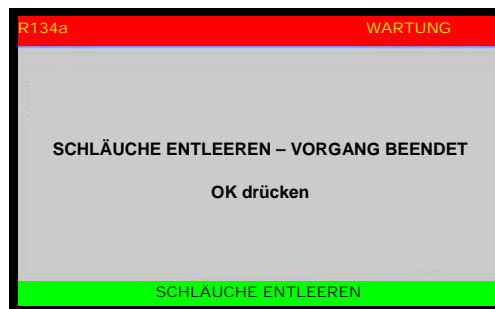 R134a WARTUNG
SCHLÄUCHE ENTLEEREN – VORGANG BEENDET
OK drücken
SCHLÄUCHE ENTLEEREN